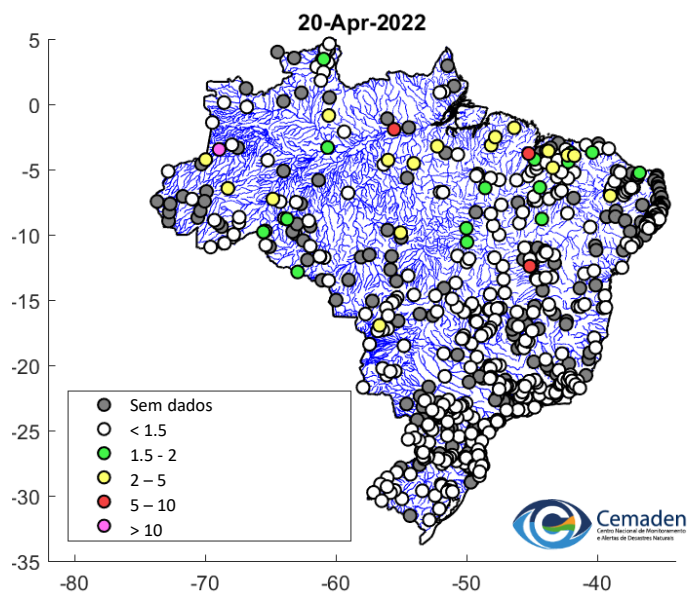 20-Apr-2022
5
0
-5
-10
-15
-20
-25
-30
-35
Sem dados
< 1.5
1.5 - 2
2 – 5
5 – 10
> 10
Cemaden
Centro Nacional de Monitoramento
e Alertas de Desastres Naturais
-80
-70
-60
-50
-40